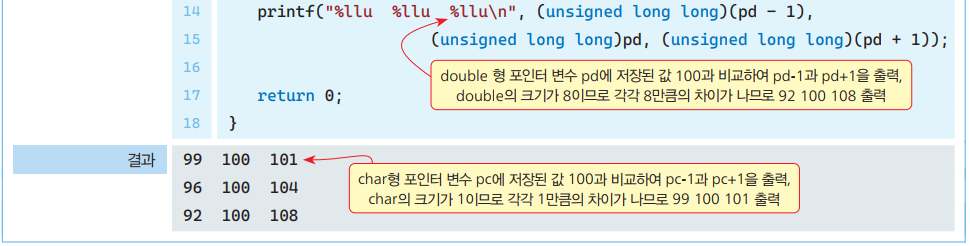 14 printf("%llu  %llu  %llu\n", (unsigned long long)(pd - 1),
15 (unsigned long long)pd, (unsigned long long)(pd + 1));
16
double 형 포인터 변수 pd에 저장된 값 100과 비교하여 pd-1과 pd+1을 출력,
double의 크기가 8이므로 각각 8만큼의 차이가 나므로 92 100 108 출력
17 return 0;
18 }
결과
99 100 101
char형 포인터 변수 pc에 저장된 값 100과 비교하여 pc-1과 pc+1을 출력,
char의 크기가 1이므로 각각 1만큼의 차이가 나므로 99 100 101 출력
96 100 104
92 100 108